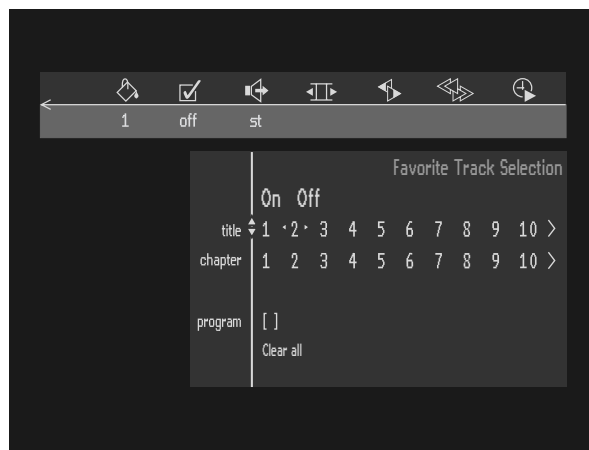 1 off st
Favorite Track Selection
On Off
title 1 2 3 4 5 6 7 8 9 10 >
chapter 1 2 3 4 5 6 7 8 9 10 >
program [ ]
Clear all